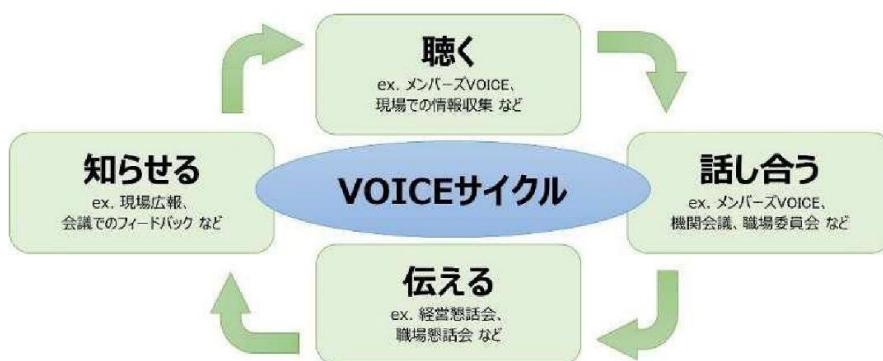 聴く
ex. メンバーズVOICE、
現場での情報収集 など
知らせる
ex. 現場広報、
会議でのフィードバック など
VOICEサイクル
話し合う
ex. メンバーズVOICE、
機関会議、職場委員会 など
伝える
ex. 経営懇話会、
職場懇話会 など